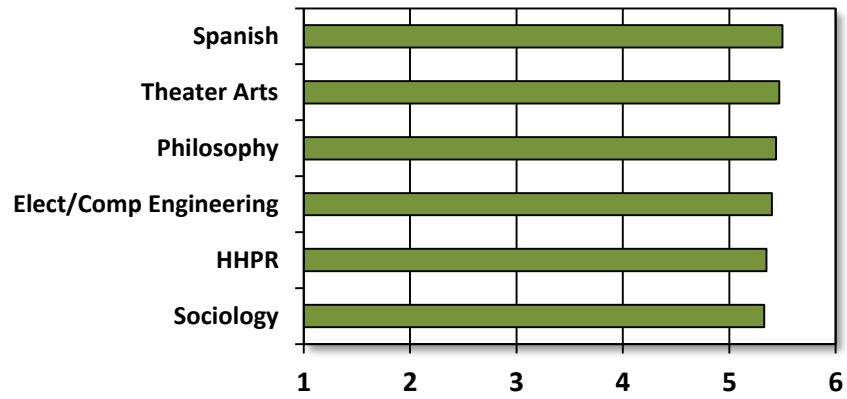 Spanish
Theater Arts
Philosophy
Elect/Comp Engineering
HHPR
Sociology
1 2 3 4 5 6